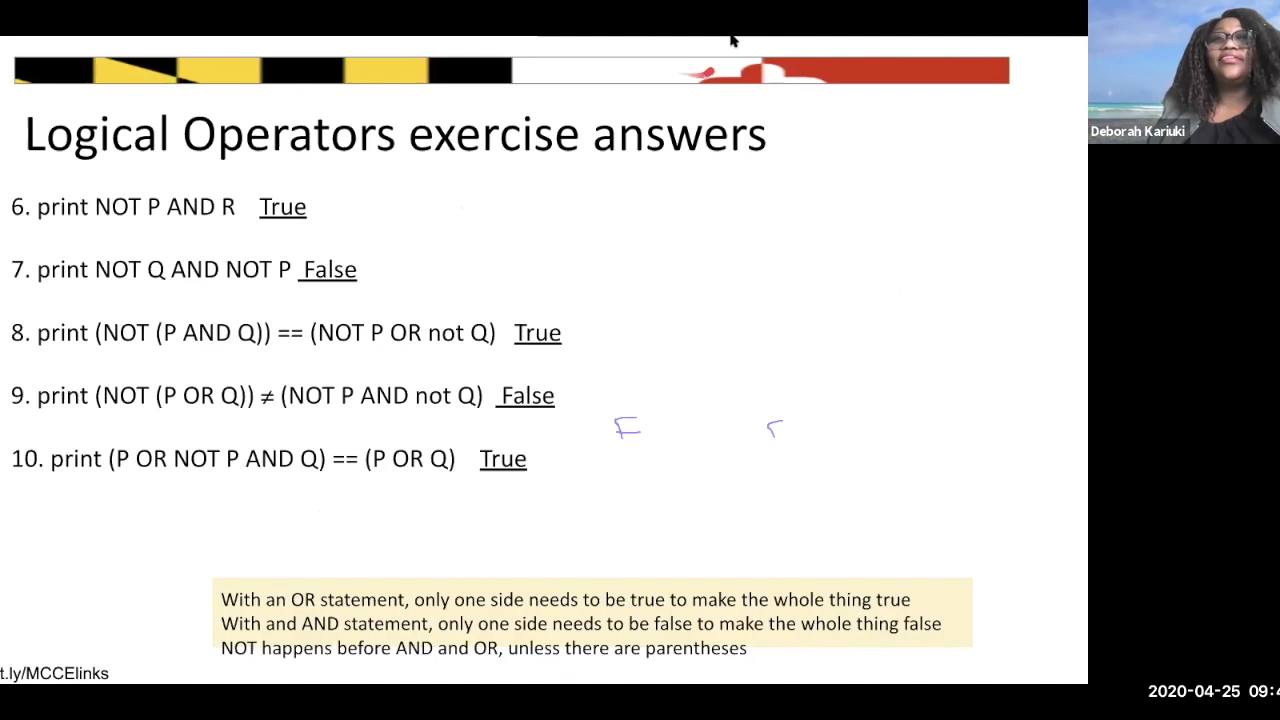 Deborah Kariuki
Logical Operators exercise answers
6. print NOT P AND R True
7. print NOT Q AND NOT P False
8. print (NOT (P AND Q)) == (NOT P OR not Q) True
9. print (NOT (P OR Q)) ≠ (NOT P AND not Q) False
F
10. print (P OR NOT P AND Q) == (P OR Q) True
With an OR statement, only one side needs to be true to make the whole thing true
With and AND statement, only one side needs to be false to make the whole thing false
NOT happens before AND and OR, unless there are parentheses
t.ly/MCCElinks
2020-04-25 09:4